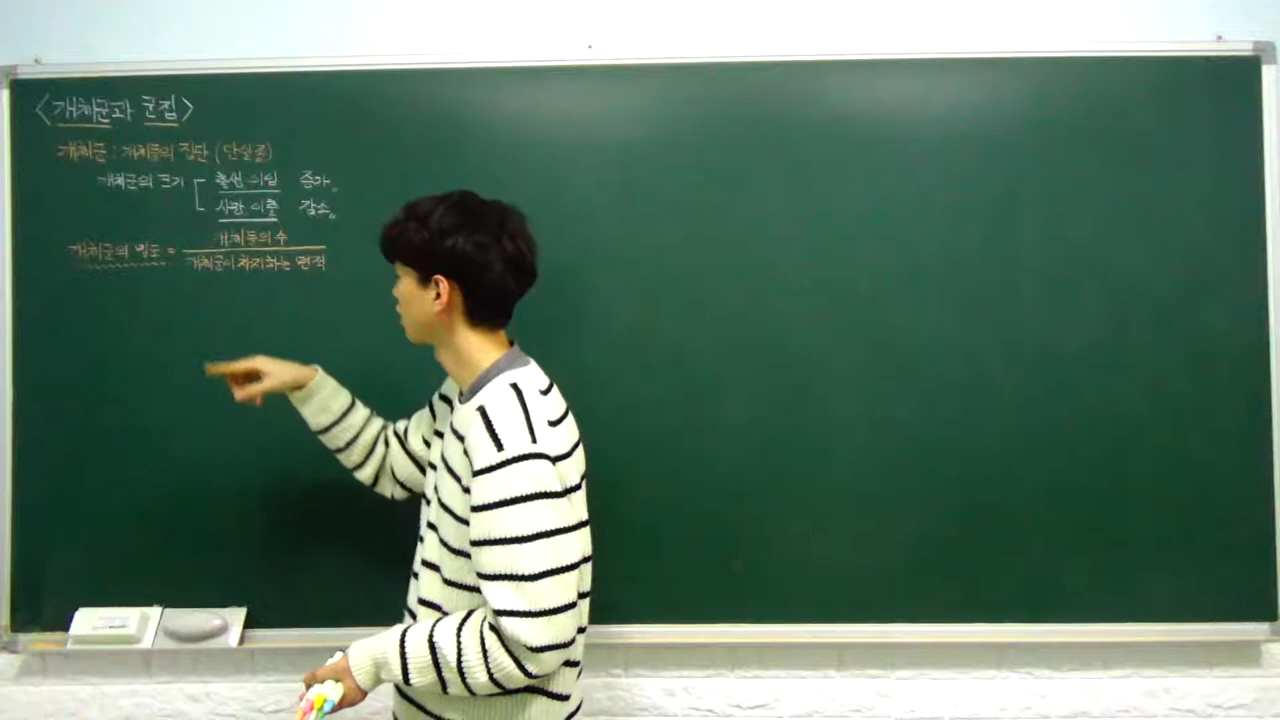 <개체군과 군집>
개체군 : 개체들의 집단 (단일종)
개체군의 크기 출생 이입 증가。
사망 이출 감소。
개체군의 밀도 = 개체들의 수
개체군이 차지하는 면적